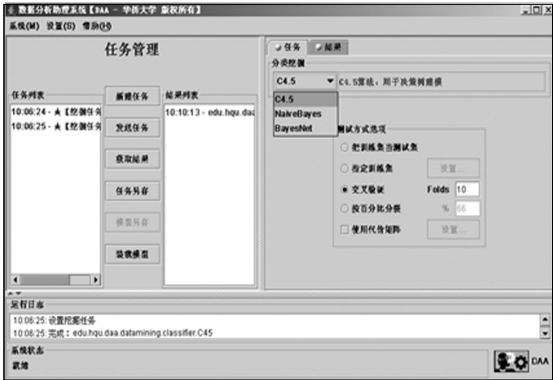 数据分析助理系统【DAA - 华侨大学 版权所有】
系统(M) 设置(S) 帮助(H)
任务管理
任务列表
10:06:24 - 火【挖掘任务
10:06:25 - 火【挖掘任务
新建任务
发送任务
获取结果
任务另存
模型另存
装载模型
结果列表
10:10:13 - edu.hqu.daa
任务 结果
分类挖掘
C4.5 C4.5算法：用于决策树建模
C4.5
NaiveBayes
BayesNet
测试方式选项
把训练集当测试集
指定训练集 设置...
交叉验证 Folds 10
按百分比分裂 % 66
使用代价矩阵 设置...
运行日志
10:06:25: 设置挖掘任务
10:06:25: 完成：edu.hqu.daa.datamining.classifier.C45
系统状态
就绪
DAA